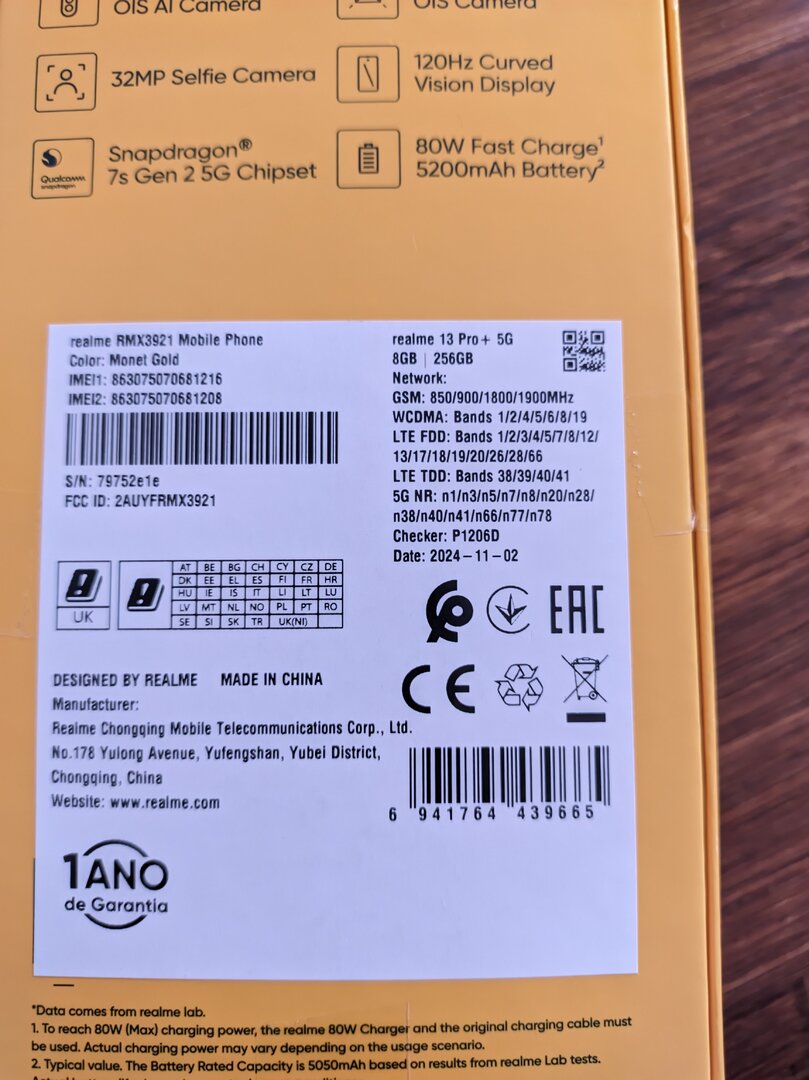 OIS AI Camera
OIS Camera
32MP Selfie Camera
120Hz Curved
Vision Display
Qualcomm
snapdragon
Snapdragon®
7s Gen 2 5G Chipset
80W Fast Charge¹
5200mAh Battery²
realme RMX3921 Mobile Phone
Color: Monet Gold
IMEI1: 863075070681216
IMEI2: 863075070681208
S/N: 79752e1e
FCC ID: 2AUYFRMX3921
realme 13 Pro+ 5G
8GB | 256GB
Network:
GSM: 850/900/1800/1900MHz
WCDMA: Bands 1/2/4/5/6/8/19
LTE FDD: Bands 1/2/3/4/5/7/8/12/
13/17/18/19/20/26/28/66
LTE TDD: Bands 38/39/40/41
5G NR: n1/n3/n5/n7/n8/n20/n28/
n38/n40/n41/n66/n77/n78
Checker: P1206D
Date: 2024-11-02
UK
AT BE BG CH CY CZ DE
DK EE EL ES FI FR HR
HU IE IS IT LI LT LU
LV MT NL NO PL PT RO
SE SI SK TR UK(NI)
EAC
CE
DESIGNED BY REALME MADE IN CHINA
Manufacturer:
Realme Chongqing Mobile Telecommunications Corp., Ltd.
No.178 Yulong Avenue, Yufengshan, Yubei District,
Chongqing, China
Website: www.realme.com
6 941764 439665
1 ANO
de Garantia
*Data comes from realme lab.
1. To reach 80W (Max) charging power, the realme 80W Charger and the original charging cable must
be used. Actual charging power may vary depending on the usage scenario.
2. Typical value. The Battery Rated Capacity is 5050mAh based on results from realme Lab tests.